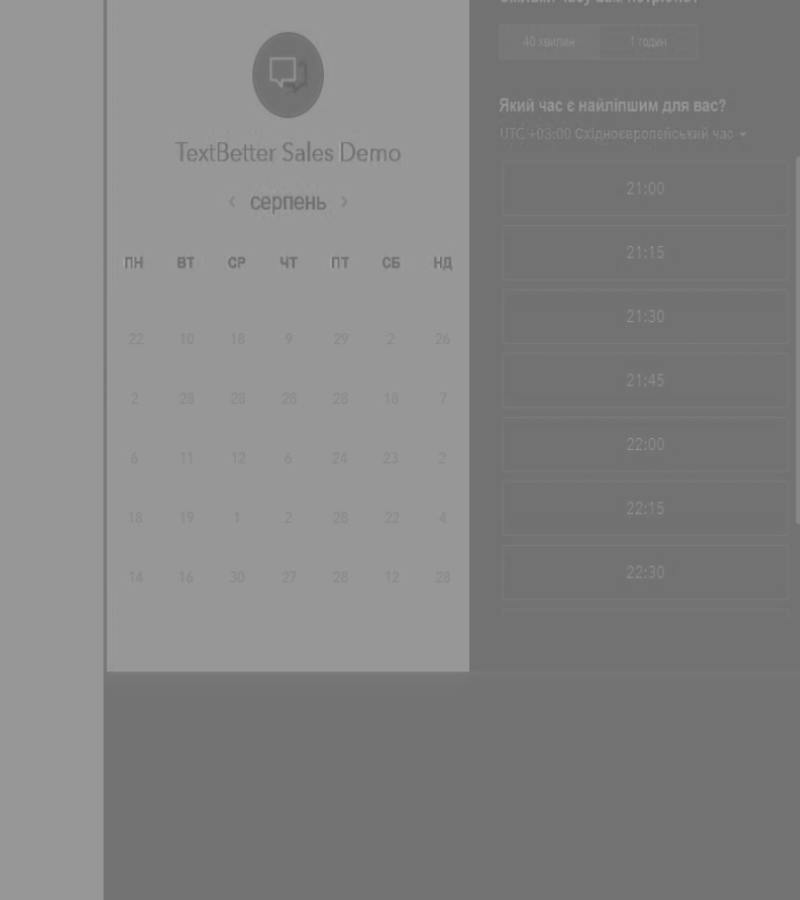 TextBetter Sales Demo
‹ серпень ›
ПН ВТ СР ЧТ ПТ СБ НД
22 10 18 9 29 2 26
2 28 28 28 28 18 7
6 11 12 6 24 23 2
18 19 1 2 28 22 4
14 16 30 27 28 12 28
40 хвилин 1 годин
Який час є найліпшим для вас?
UTC +03:00 Східноєвропейський час
21:00
21:15
21:30
21:45
22:00
22:15
22:30